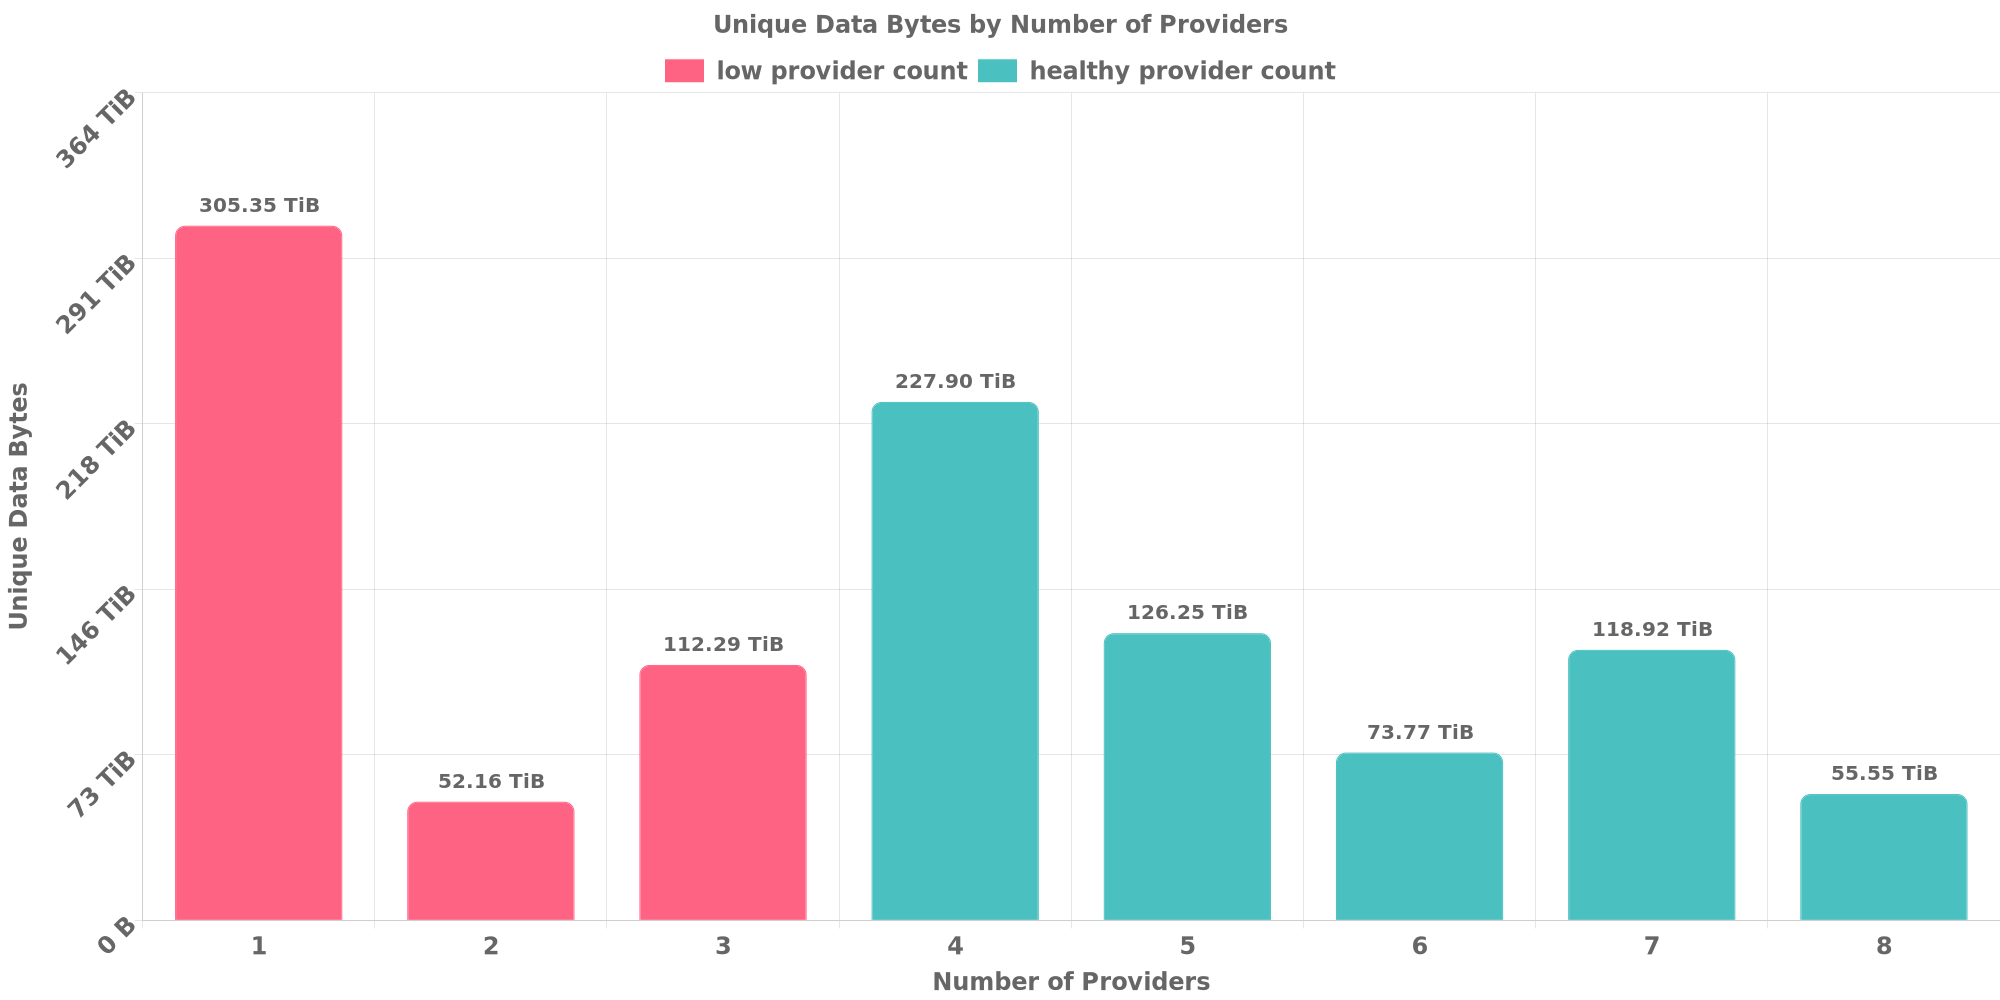 Unique Data Bytes by Number of Providers
low provider count
healthy provider count
Unique Data Bytes
364 TiB
291 TiB
218 TiB
146 TiB
73 TiB
0 B
305.35 TiB
52.16 TiB
112.29 TiB
227.90 TiB
126.25 TiB
73.77 TiB
118.92 TiB
55.55 TiB
1 2 3 4 5 6 7 8
Number of Providers